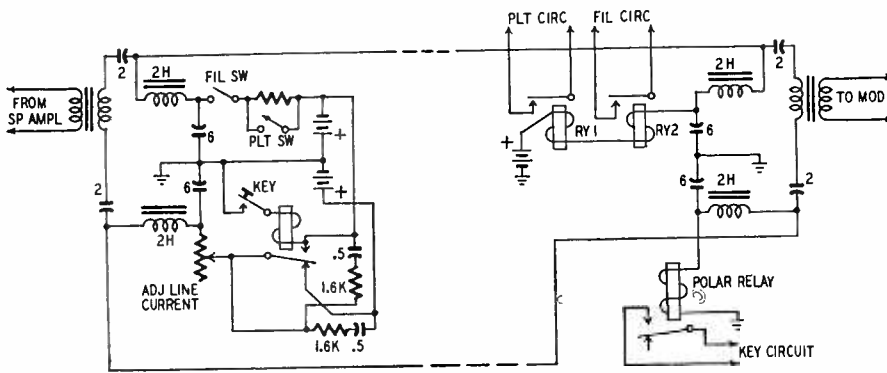 PLT CIRC
FIL CIRC
2
2H
FIL SW
FROM
SP AMPL
PLT SW
+
6
2
6
KEY
+
2H
ADJ LINE
CURRENT
.5
1.6K
1.6K
.5
2H
2
TO MOD
+
RY1
RY2
6
6
2H
2
POLAR RELAY
KEY CIRCUIT